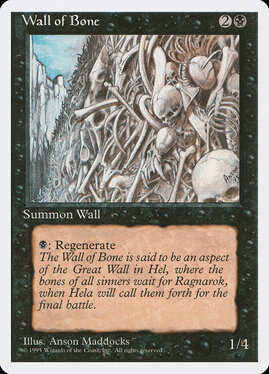 Wall of Bone 2
Summon Wall
: Regenerate
The Wall of Bone is said to be an aspect
of the Great Wall in Hel, where the
bones of all sinners wait for Ragnarok,
when Hela will call them forth for the
final battle.
Illus. Anson Maddocks
© 1995 Wizards of the Coast, Inc. All rights reserved.
1/4